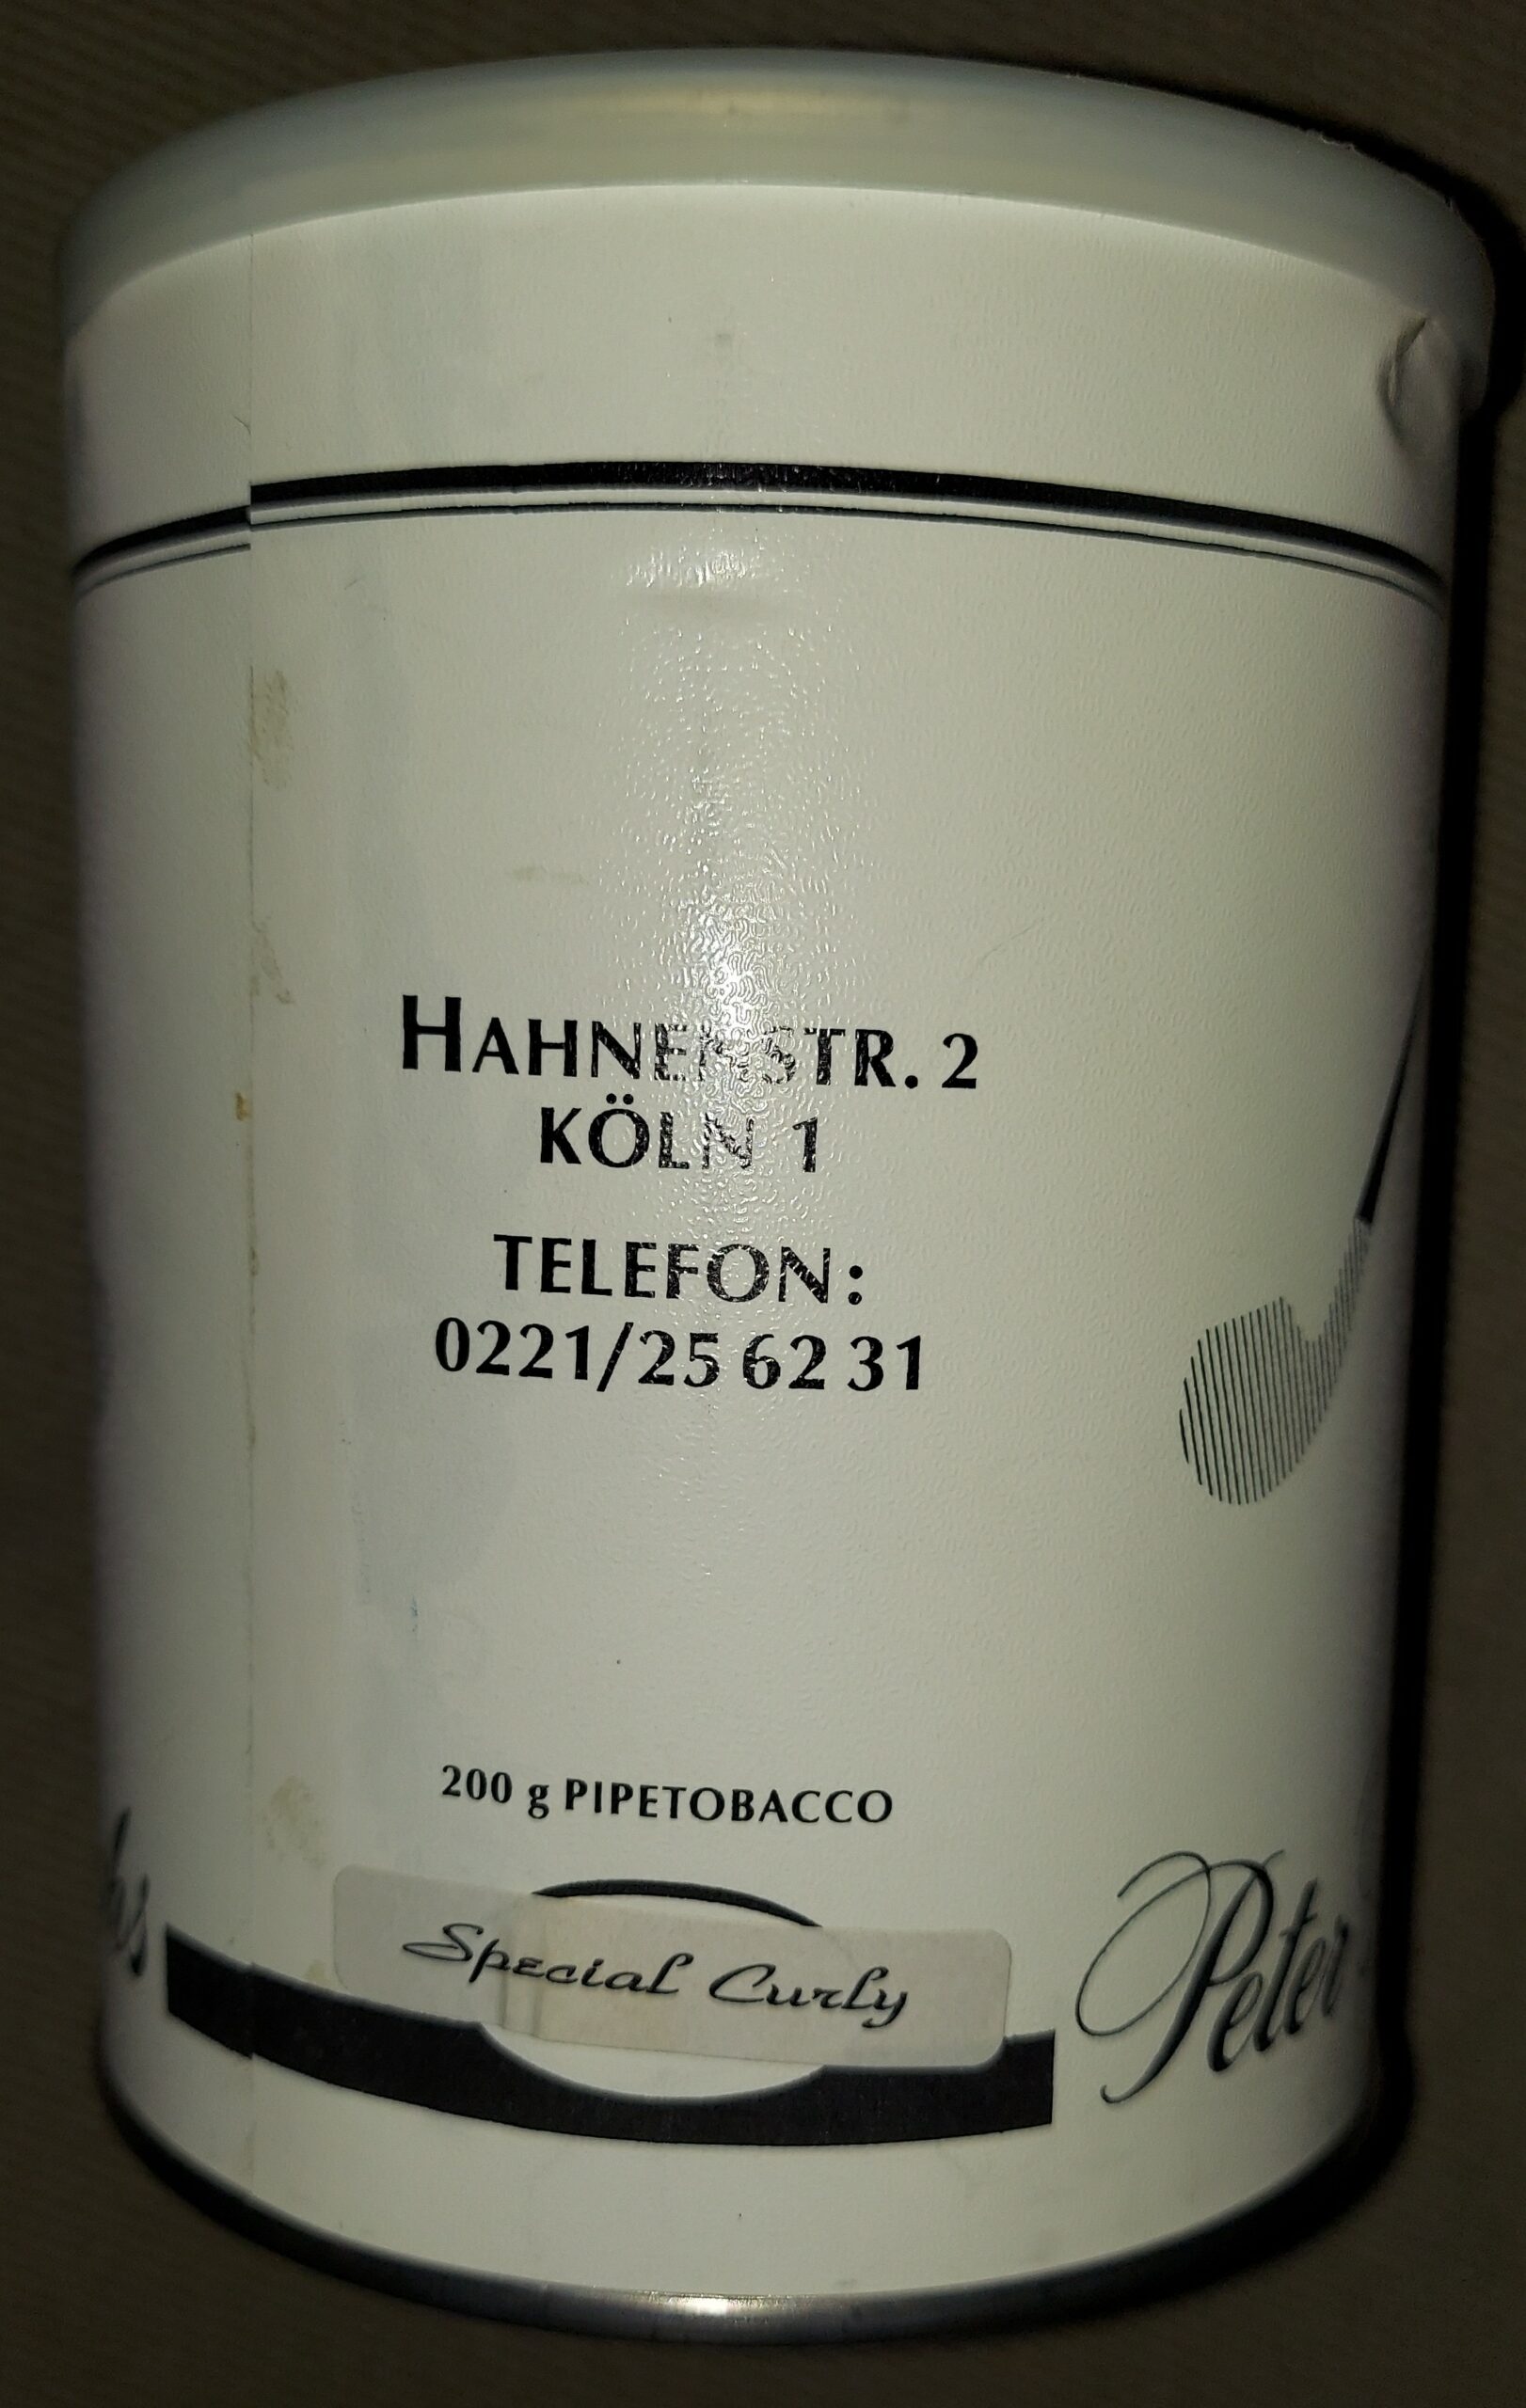 HAHNENSTR. 2
KÖLN 1
TELEFON:
0221/25 62 31
200 g PIPETOBACCO
Special Curly
Peter